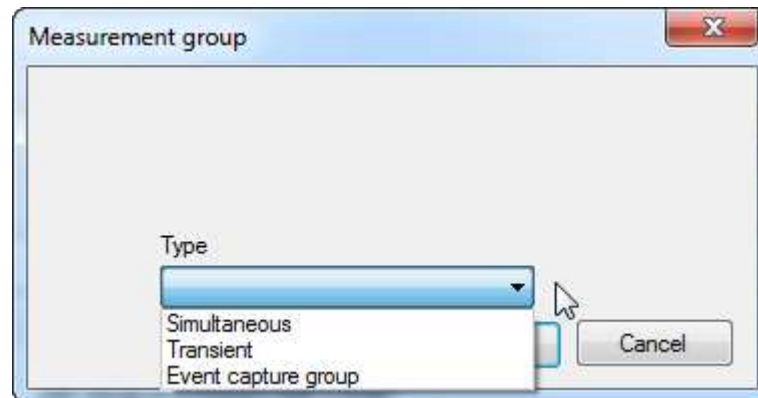 Measurement group
Type
Simultaneous
Transient
Event capture group
Cancel